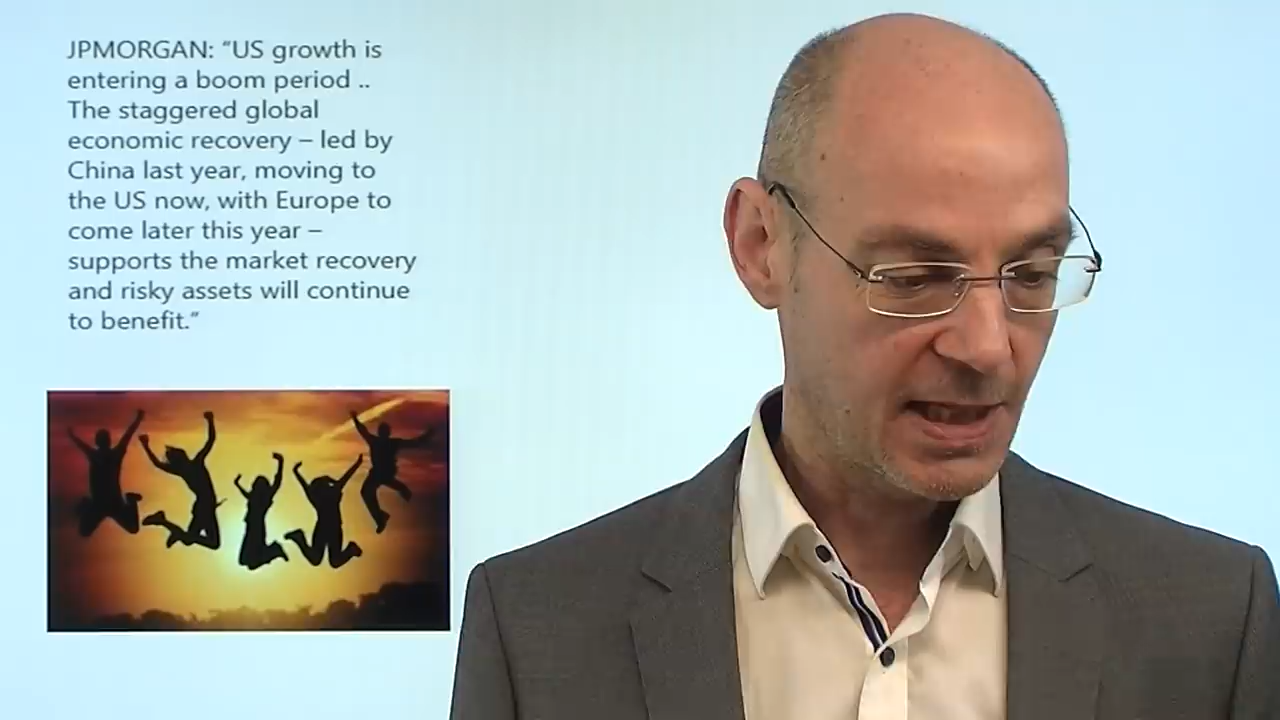 JPMORGAN: “US growth is
entering a boom period ..
The staggered global
economic recovery – led by
China last year, moving to
the US now, with Europe to
come later this year –
supports the market recovery
and risky assets will continue
to benefit.”